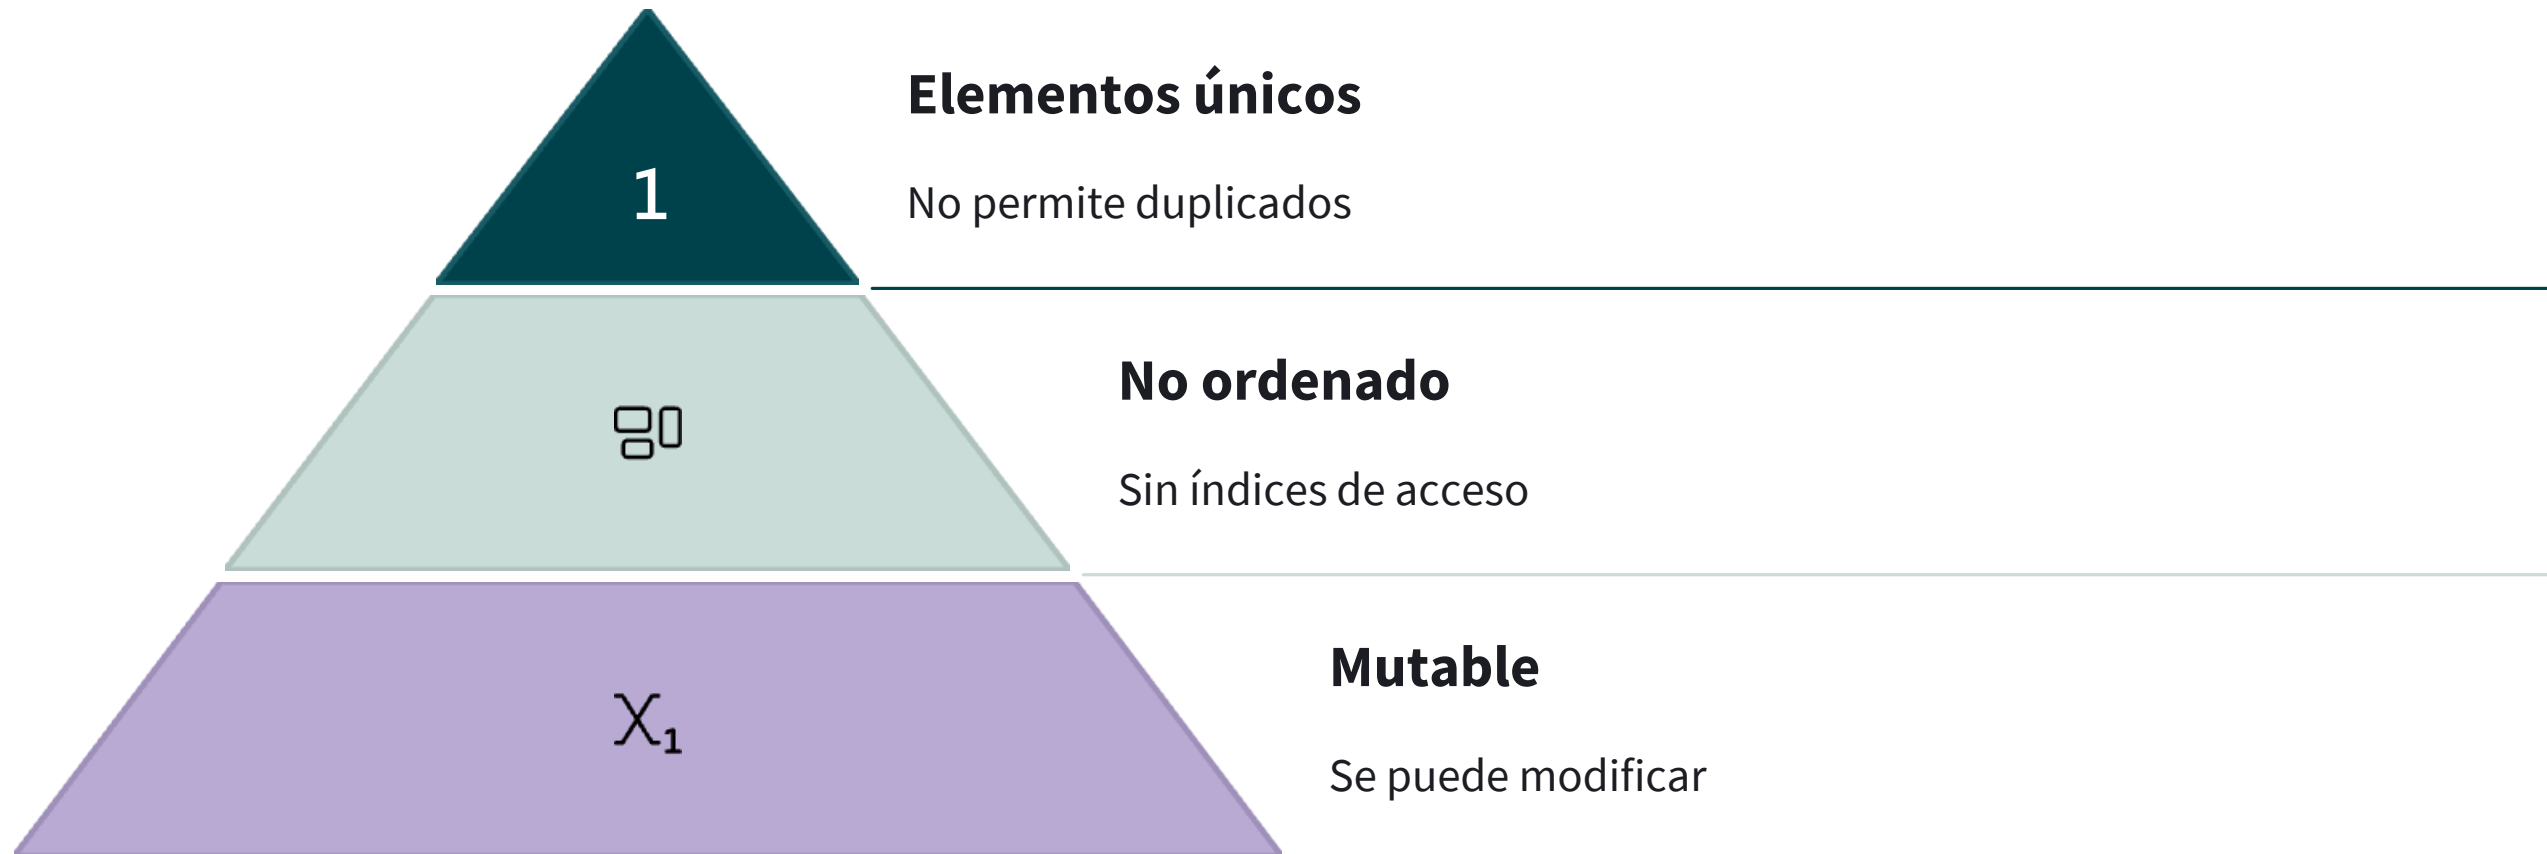 Elementos únicos
1
No permite duplicados
No ordenado
Sin índices de acceso
Mutable
X₁
Se puede modificar